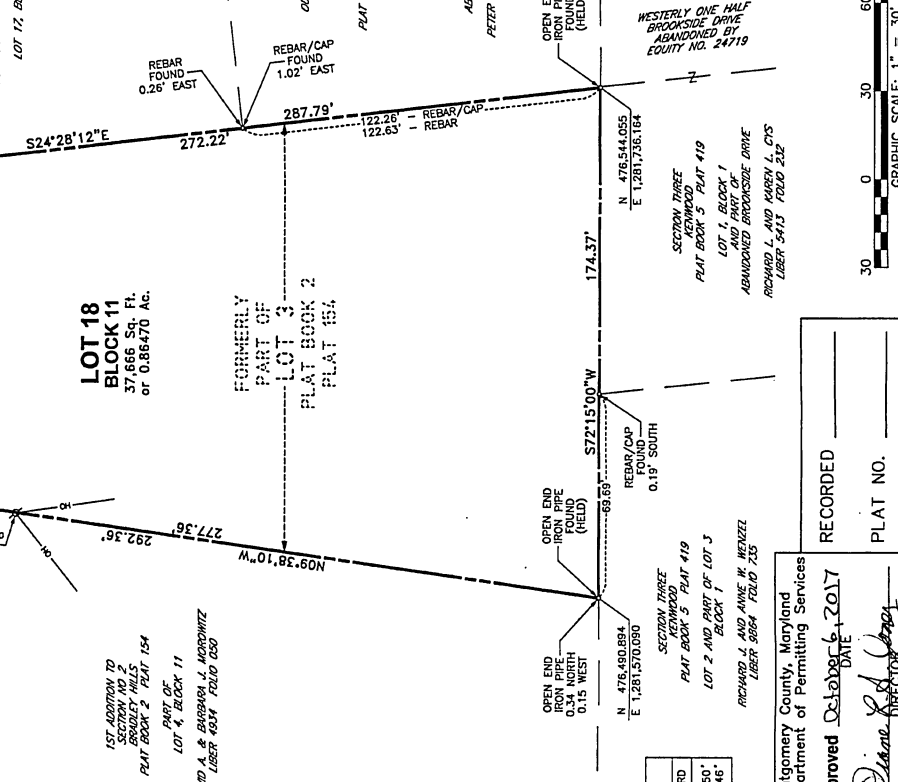 LOT 17,
PLAT
PETER
REBAR
FOUND
0.26' EAST
REBAR/CAP
FOUND
1.02' EAST
OPEN END
IRON PIPE
FOUND
(HELD)
WESTERLY ONE HALF
BROOKSIDE DRIVE
ABANDONED BY
EQUITY NO. 24719
S24°28'12"E
272.22'
287.79'
122.26' - REBAR/CAP
122.63' - REBAR
N 476,544.055
E 1,281,736.164
SECTION THREE
KENWOOD
PLAT BOOK 5 PLAT 419
LOT 1, BLOCK 1
AND PART OF
ABANDONED BROOKSIDE DRIVE
RICHARD L. AND KAREN L. CYS
LIBER 5413 FOLIO 232
30 0 30 60
GRAPHIC SCALE: 1" = 30'
LOT 18
BLOCK 11
37,666 Sq. Ft.
or 0.86470 Ac.
FORMERLY
PART OF
LOT 3
PLAT BOOK 2
PLAT 154
174.37'
S72°15'00"W
69.69'
REBAR/CAP
FOUND
0.19' SOUTH
OH
OH
292.36'
277.36'
N09°38'10"W
OPEN END
IRON PIPE
FOUND
(HELD)
OPEN END
IRON PIPE
0.34 NORTH
0.15 WEST
N 476,490.894
E 1,281,570.090
SECTION THREE
KENWOOD
PLAT BOOK 5 PLAT 419
LOT 2 AND PART OF LOT 3
BLOCK 1
RICHARD J. AND ANNE W. WENZEL
LIBER 9864 FOLIO 735
1ST ADDITION TO
SECTION NO 2
BRADLEY HILLS
PLAT BOOK 2 PLAT 154
PART OF
LOT 4, BLOCK 11
A. & BARBARA J. MOROWITZ
LIBER 4934 FOLIO 050
RECORDED
PLAT NO.
tgomery County, Maryland
artment of Permitting Services
proved October 6, 2017
DATE
DIRECTOR
RD
50'
46'